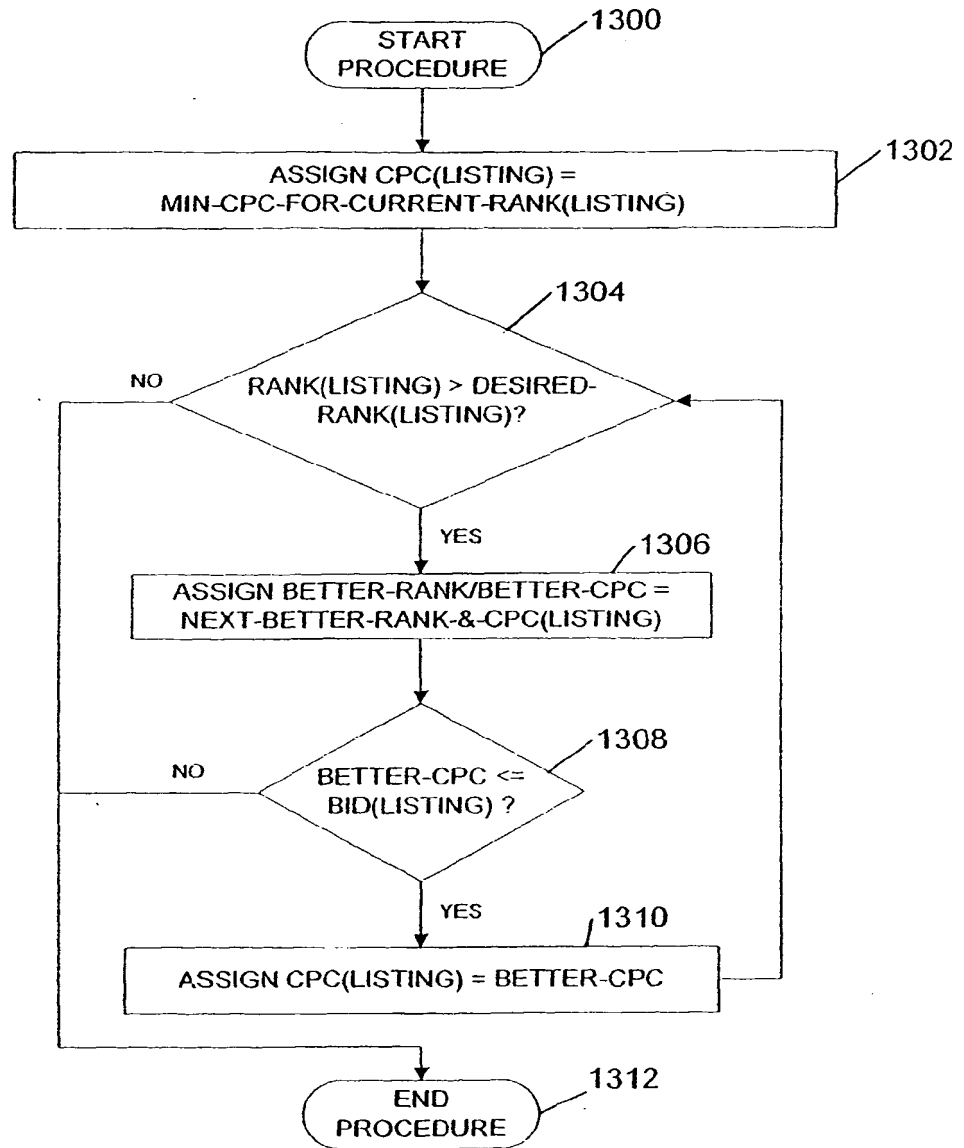 START
PROCEDURE
1300
ASSIGN CPC(LISTING) =
MIN-CPC-FOR-CURRENT-RANK(LISTING)
1302
1304
RANK(LISTING) > DESIRED-
RANK(LISTING)?
NO
YES
1306
ASSIGN BETTER-RANK/BETTER-CPC =
NEXT-BETTER-RANK-&-CPC(LISTING)
1308
BETTER-CPC <=
BID(LISTING) ?
NO
YES
1310
ASSIGN CPC(LISTING) = BETTER-CPC
END
PROCEDURE
1312